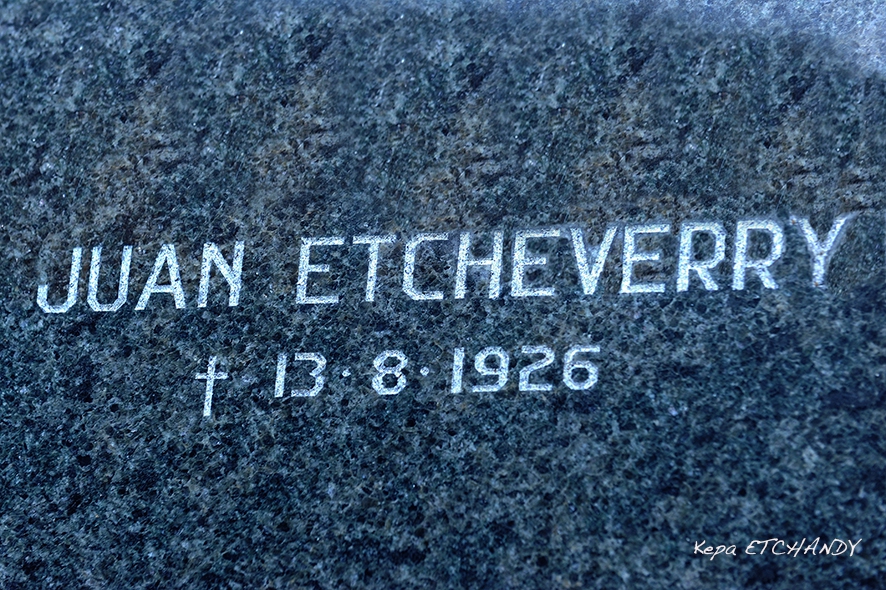 JUAN ETCHEVERRY
† 13·8·1926
Kepa ETCHANDY